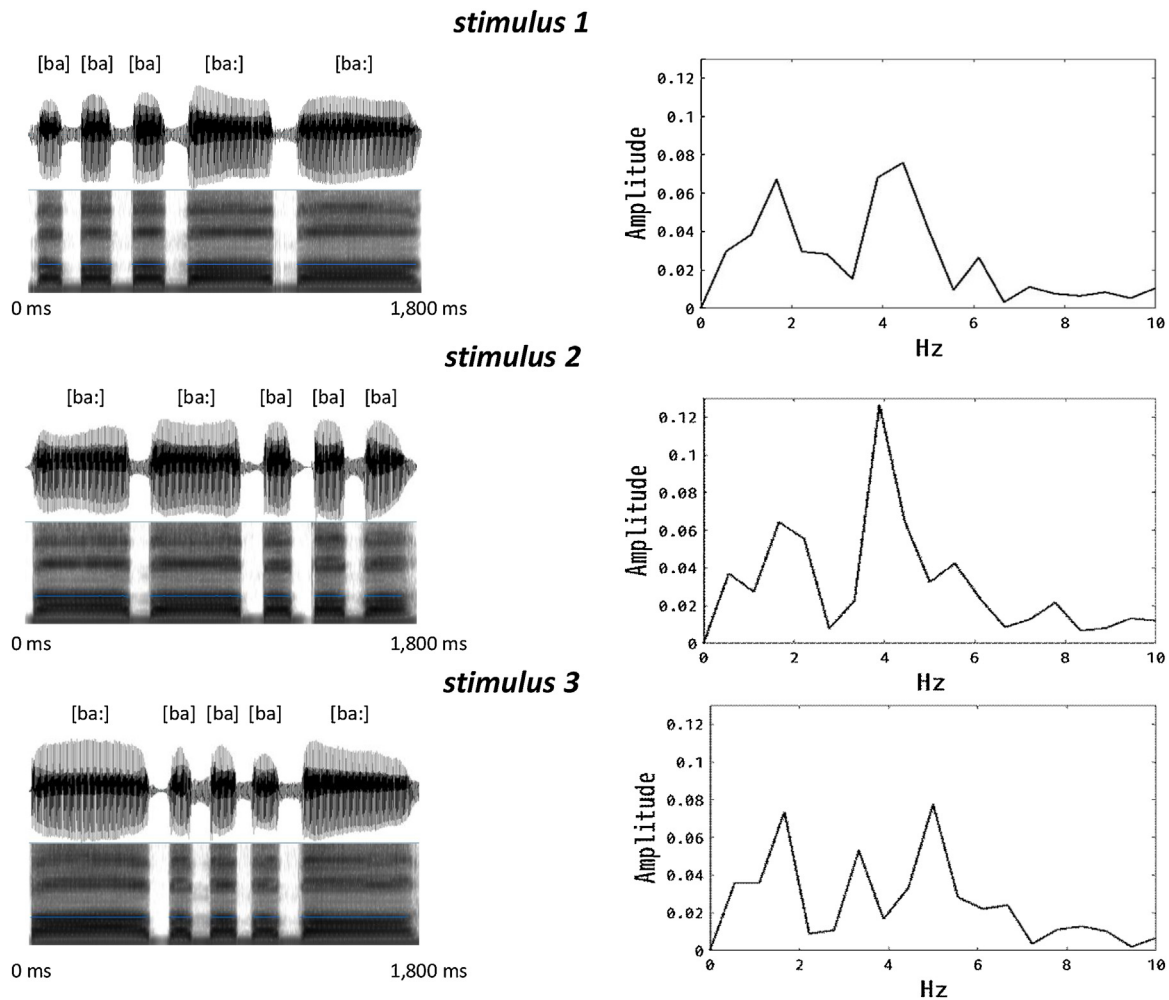 stimulus 1
[ba] [ba] [ba] [ba:] [ba:]
0 ms 1,800 ms
Amplitude
0.12
0.1
0.08
0.06
0.04
0.02
0
0 2 4 6 8 10
Hz
stimulus 2
[ba:] [ba:] [ba] [ba] [ba]
0 ms 1,800 ms
Amplitude
0.12
0.1
0.08
0.06
0.04
0.02
0
0 2 4 6 8 10
Hz
stimulus 3
[ba:] [ba] [ba] [ba] [ba:]
0 ms 1,800 ms
Amplitude
0.12
0.1
0.08
0.06
0.04
0.02
0
0 2 4 6 8 10
Hz